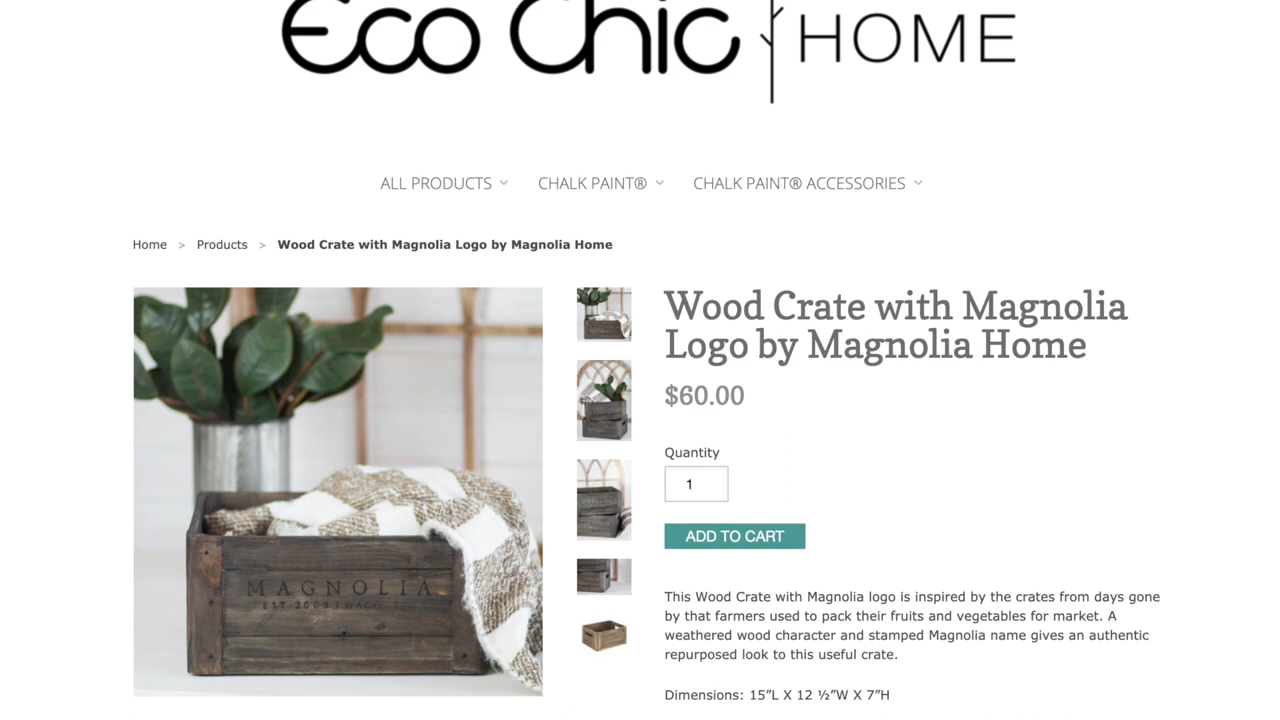 Eco Chic HOME
ALL PRODUCTS
CHALK PAINT®
CHALK PAINT® ACCESSORIES
Home > Products > Wood Crate with Magnolia Logo by Magnolia Home
Wood Crate with Magnolia
Logo by Magnolia Home
$60.00
Quantity
1
ADD TO CART
This Wood Crate with Magnolia logo is inspired by the crates from days gone
by that farmers used to pack their fruits and vegetables for market. A
weathered wood character and stamped Magnolia name gives an authentic
repurposed look to this useful crate.
Dimensions: 15”L X 12 ½”W X 7”H
MAGNOLIA
EST 2003